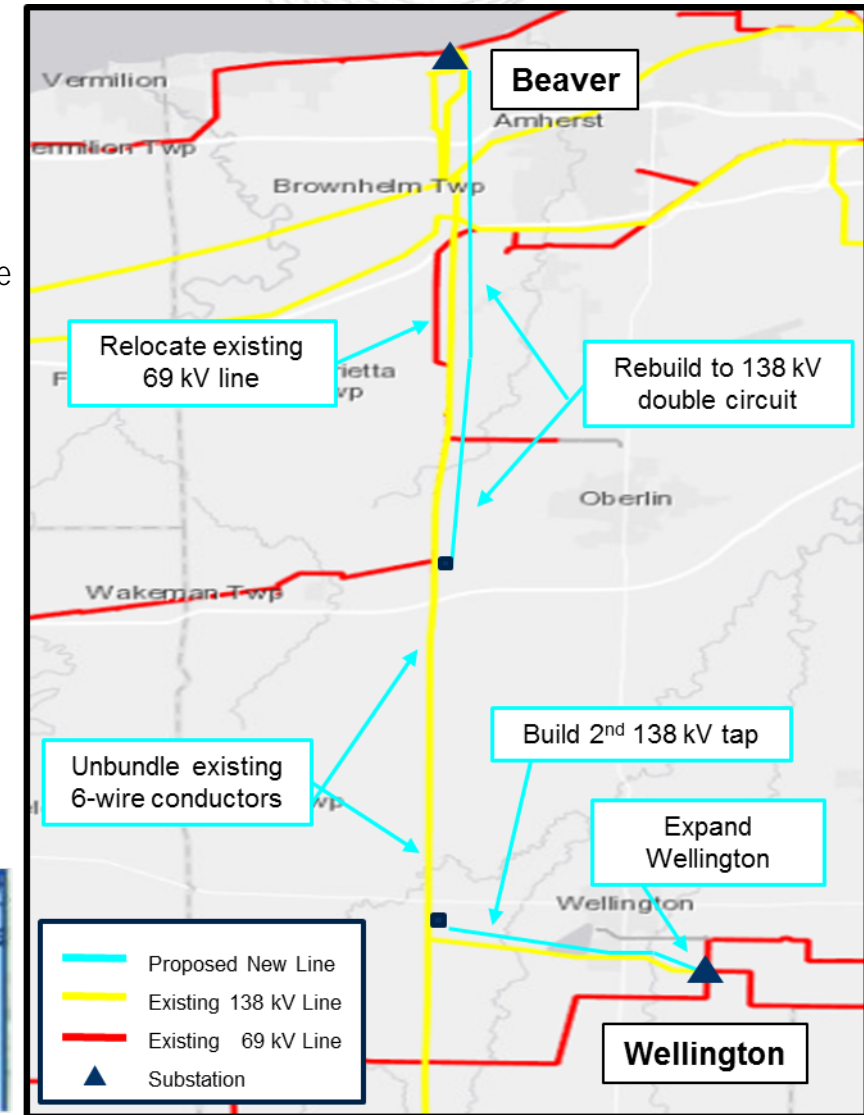 Beaver
Vermilion
Amherst
Brownhelm Twp
e
Relocate existing
69 kV line
Rebuild to 138 kV
double circuit
Oberlin
Wakeman Twp
Build 2nd 138 kV tap
Unbundle existing
6-wire conductors
Expand
Wellington
Wellington
Proposed New Line
Existing 138 kV Line
Existing 69 kV Line
Substation
Wellington